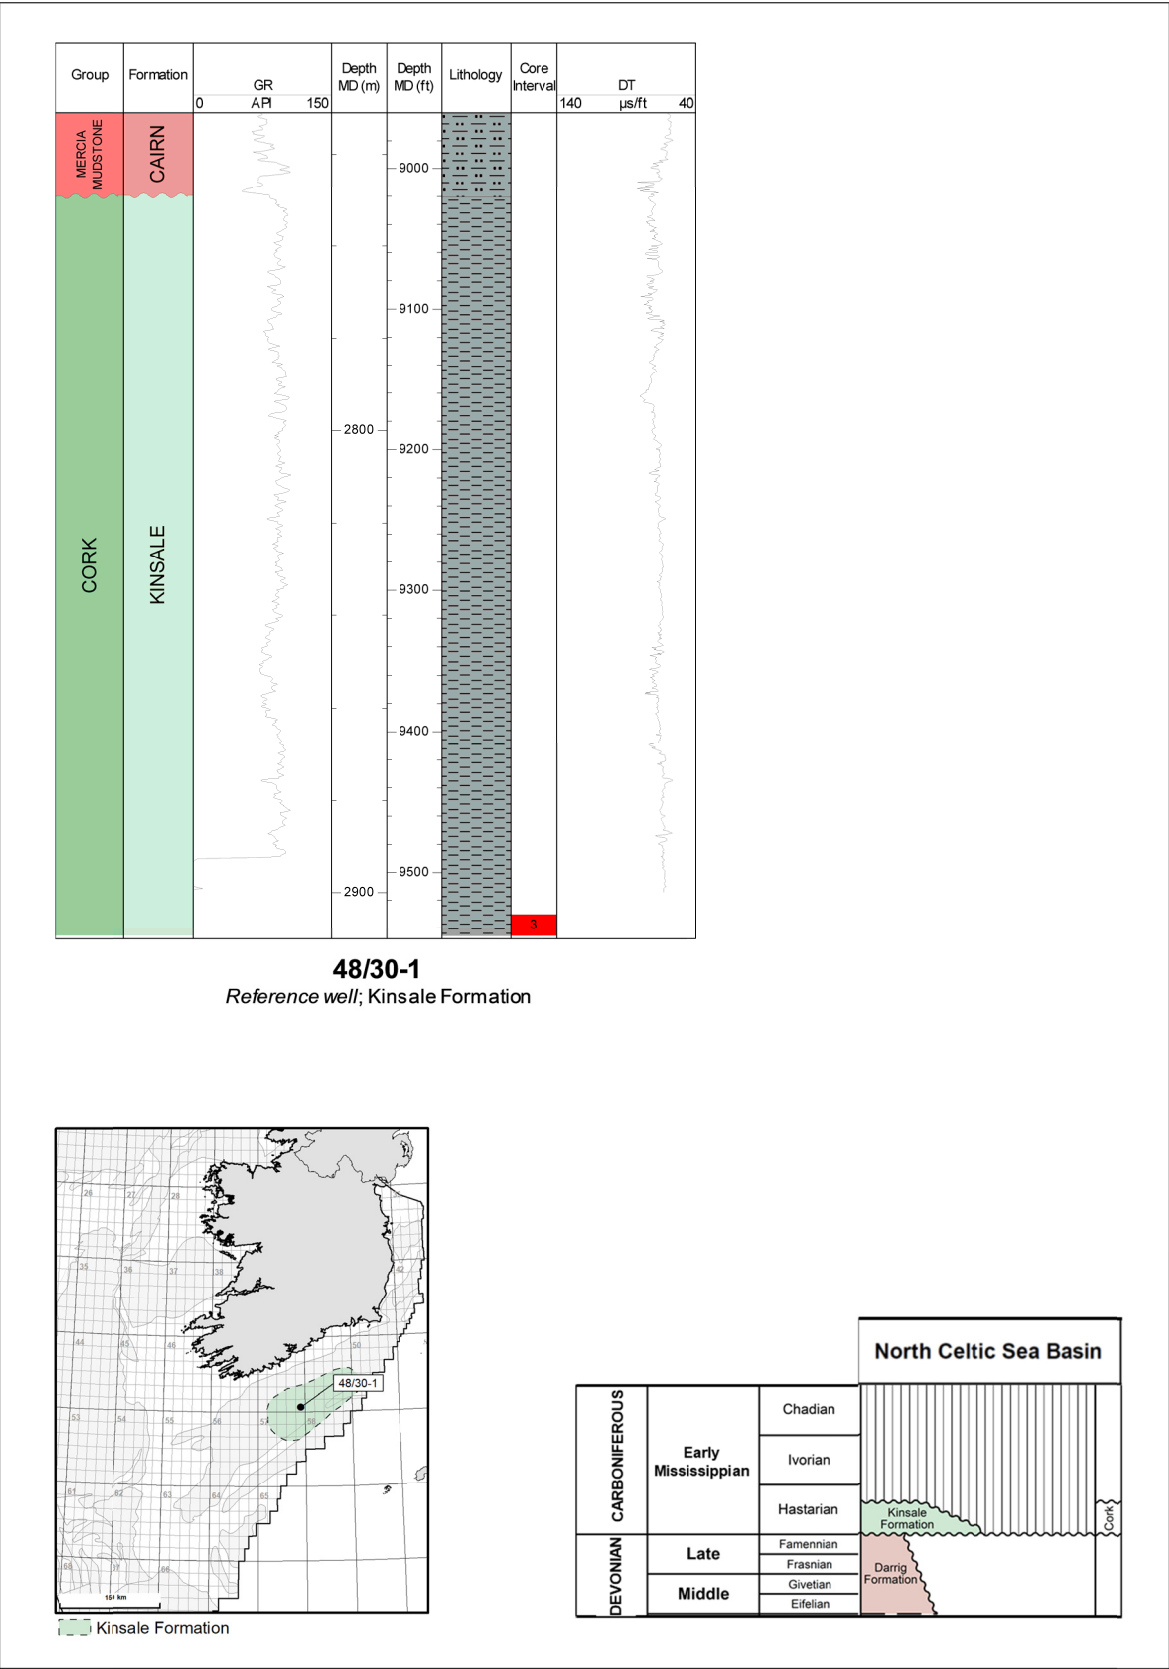 Group Formation GR Depth MD (m) Depth MD (ft) Lithology Core Interval DT
0 API 150 140 µs/ft 40
MERCIA MUDSTONE
CAIRN
CORK
KINSALE
9000
9100
2800
9200
9300
9400
9500
2900
3
48/30-1
Reference well; Kinsale Formation
26
27
28
35
36
37
38
42
44
45
46
50
48/30-1
53
54
55
57
58
61
62
63
64
65
66
Kinsale Formation
North Celtic Sea Basin
CARBONIFEROUS
Early
Mississippian
Chadian
Ivorian
Hastarian
Kinsale
Formation
Cork
DEVONIAN
Late
Middle
Famennian
Frasnian
Givetian
Eifelian
Darrig
Formation